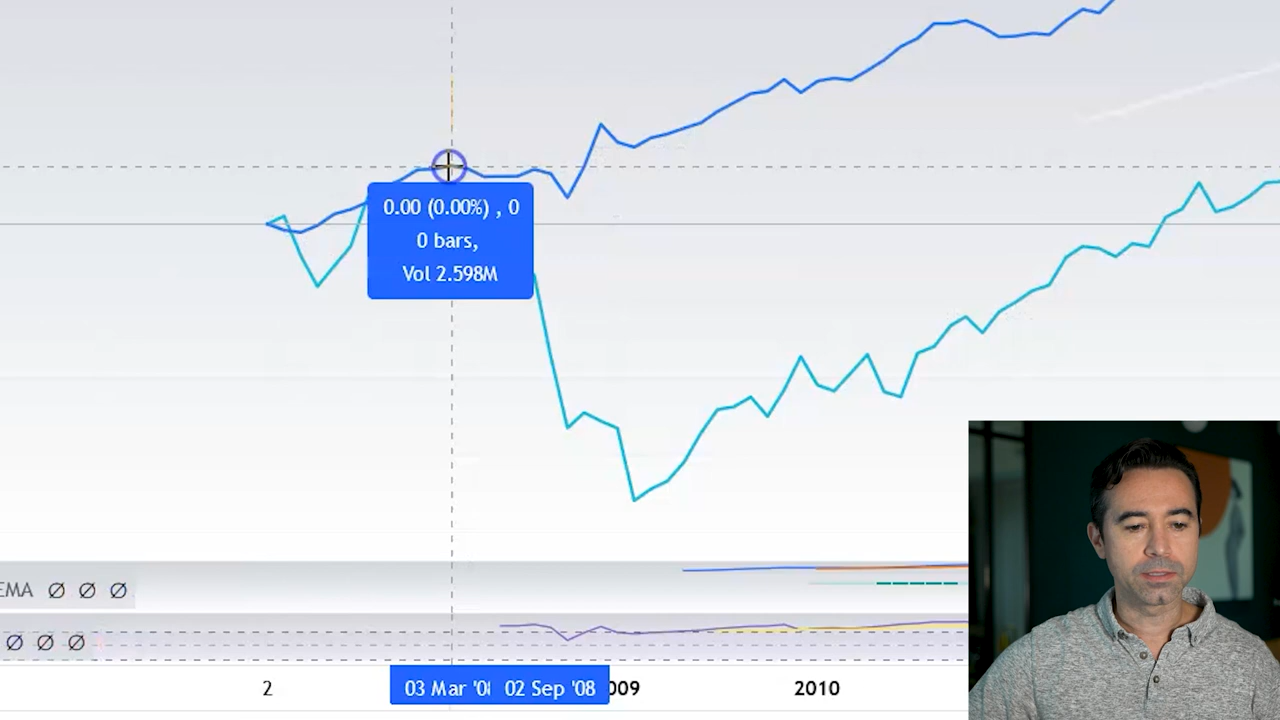 0.00 (0.00%) , 0
0 bars,
Vol 2.598M
EMA Ø Ø Ø
Ø Ø Ø
2 03 Mar '0 02 Sep '08 009 2010